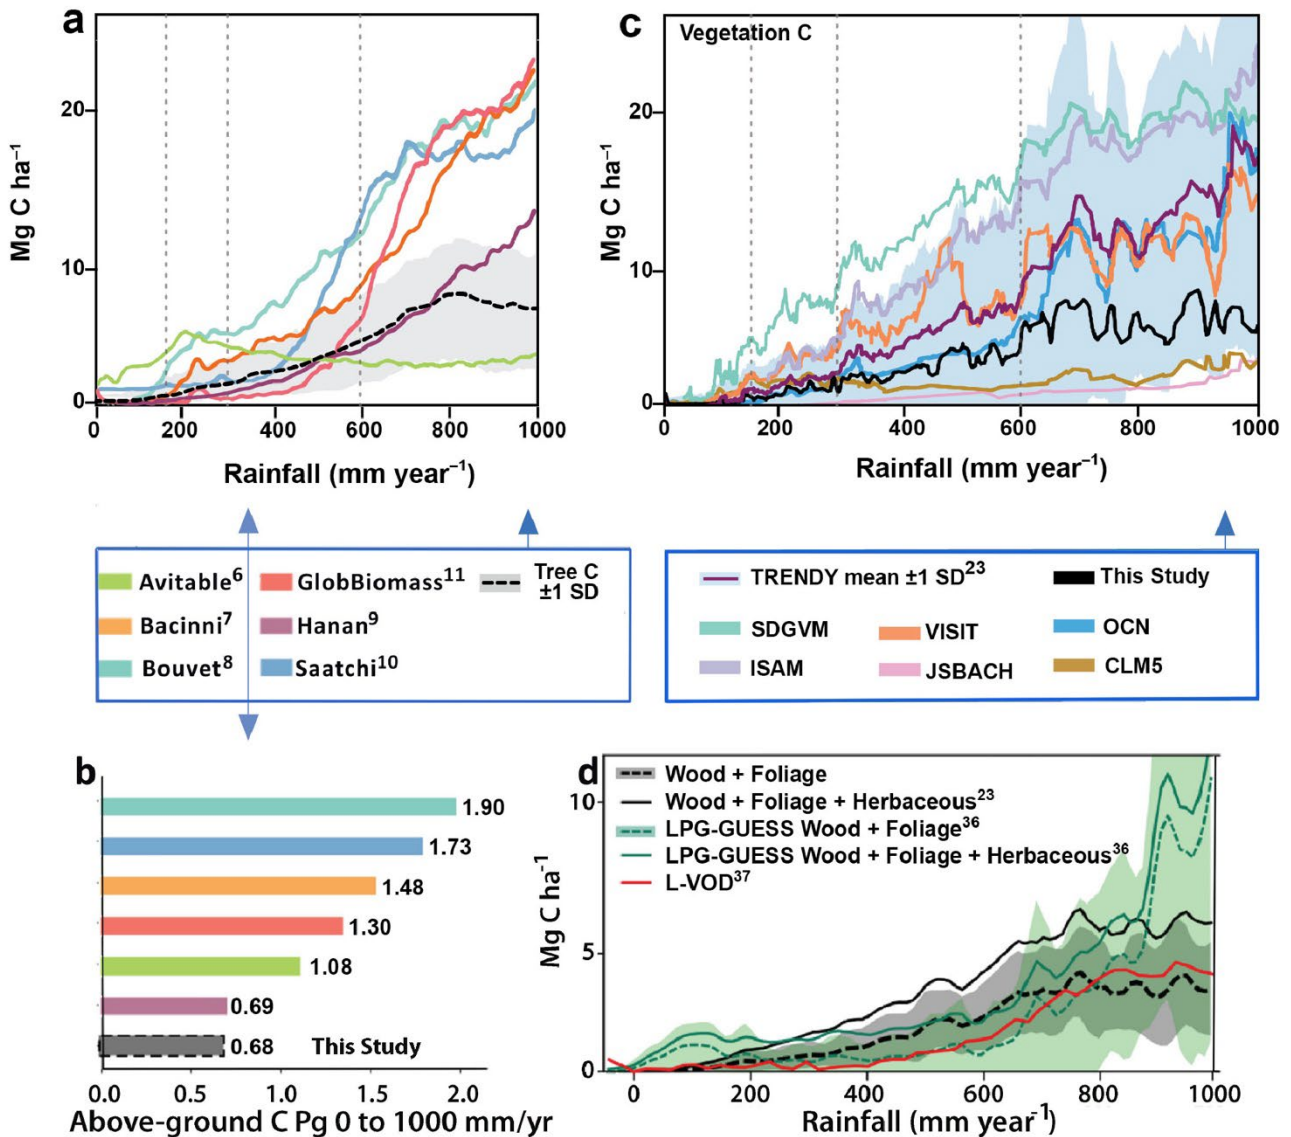 a
Mg C ha⁻¹
20
10
0
0 200 400 600 800 1000
Rainfall (mm year⁻¹)
c
Vegetation C
Mg C ha⁻¹
20
10
0
0 200 400 600 800 1000
Rainfall (mm year⁻¹)
Avitable⁶
Bacinni⁷
Bouvet⁸
GlobBiomass¹¹
Hanan⁹
Saatchi¹⁰
Tree C
±1 SD
TRENDY mean ±1 SD²³
This Study
SDGVM
VISIT
OCN
ISAM
JSBACH
CLM5
b
1.90
1.73
1.48
1.30
1.08
0.69
0.68 This Study
0.0 0.5 1.0 1.5 2.0
Above-ground C Pg 0 to 1000 mm/yr
d
Wood + Foliage
Wood + Foliage + Herbaceous²³
LPG-GUESS Wood + Foliage³⁶
LPG-GUESS Wood + Foliage + Herbaceous³⁶
L-VOD³⁷
Mg C ha⁻¹
10
5
0
0 200 400 600 800 1000
Rainfall (mm year⁻¹)